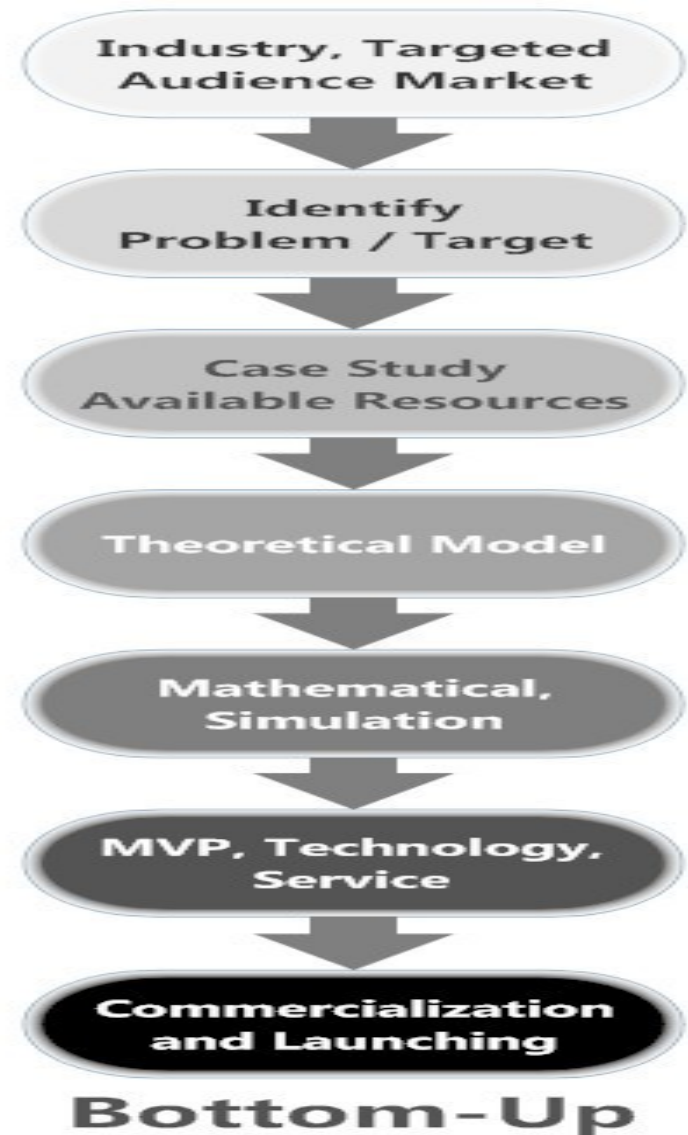 Industry, Targeted
Audience Market
Identify
Problem / Target
Case Study
Available Resources
Theoretical Model
Mathematical,
Simulation
MVP, Technology,
Service
Commercialization
and Launching
Bottom-Up